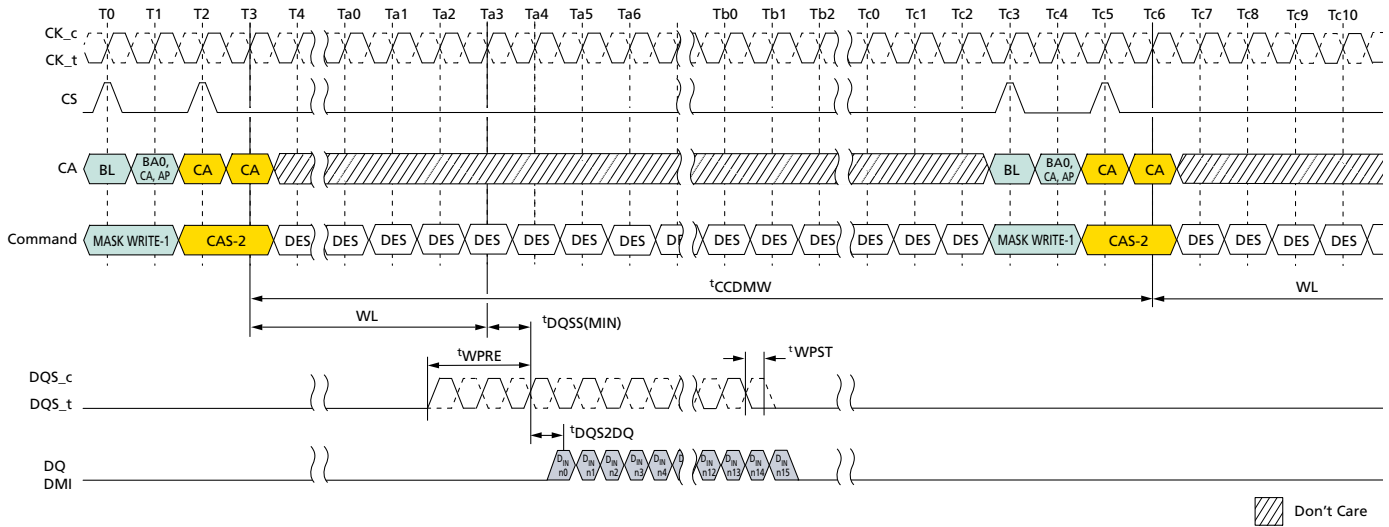 T0 T1 T2 T3 T4 Ta0 Ta1 Ta2 Ta3 Ta4 Ta5 Ta6 Tb0 Tb1 Tb2 Tc0 Tc1 Tc2 Tc3 Tc4 Tc5 Tc6 Tc7 Tc8 Tc9 Tc10
CK_c
CK_t
CS
CA BL BA0, CA, AP CA CA BL BA0, CA, AP CA CA
Command MASK WRITE-1 CAS-2 DES DES DES DES DES DES DES DES DES DES DES DES DES DES MASK WRITE-1 CAS-2 DES DES DES DES
tCCDMW WL
WL tDQSS(MIN)
tWPRE tWPST
DQS_c
DQS_t
tDQS2DQ
DQ DIN n0 DIN n1 DIN n2 DIN n3 DIN n4 DIN n12 DIN n13 DIN n14 DIN n15
DMI
Don't Care